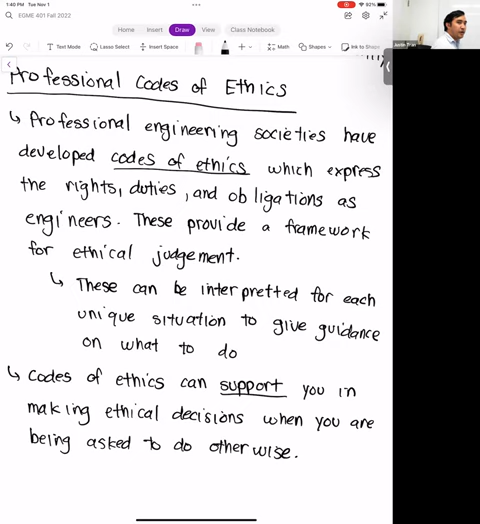 1:40 PM Tue Nov 1
92%
EGME 401 Fall 2022
Home Insert Draw View Class Notebook
Text Mode Lasso Select Insert Space Math Shapes Ink to Shape
Professional Codes of Ethics
↳ Professional engineering societies have
developed codes of ethics which express
the rights, duties, and obligations as
engineers. These provide a framework
for ethical judgement.
↳ These can be interpretted for each
unique situation to give guidance
on what to do
↳ Codes of ethics can support you in
making ethical decisions when you are
being asked to do otherwise.